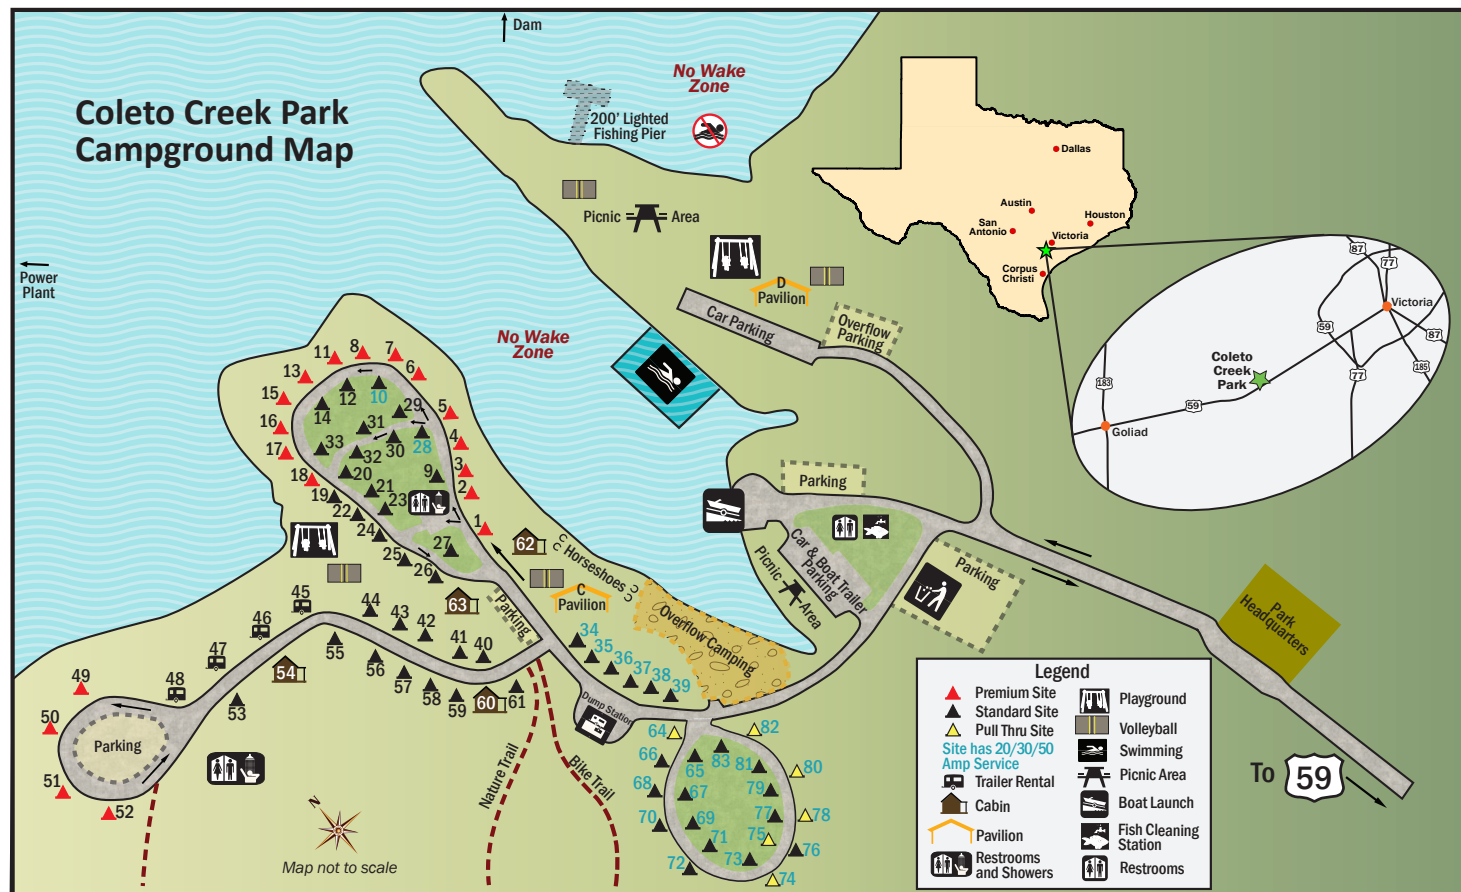 Dam
No Wake
Zone
Coleto Creek Park
Campground Map
200' Lighted
Fishing Pier
Picnic
Area
Power
Plant
D
Pavilion
Car Parking
Overflow
Parking
No Wake
Zone
Dallas
Austin
San
Antonio
Houston
Victoria
Corpus
Christi
87
77
Victoria
59
87
185
77
Coleto
Creek
Park
183
59
Goliad
11
8
7
6
13
12
10
15
14
29
5
16
31
30
28
4
17
33
32
3
18
20
9
2
19
21
23
22
1
24
27
25
26
62
Horseshoes
63
Parking
C
Pavilion
Overflow Camping
Parking
Car & Boat Trailer
Parking
Picnic
Area
Parking
Park
Headquarters
45
44
43
42
46
41
40
47
55
56
57
58
59
60
61
54
48
53
49
50
51
52
Parking
34
35
36
37
38
39
Dump Station
64
82
66
65
83
81
80
68
67
79
70
69
77
78
75
71
76
72
73
74
Nature Trail
Bike Trail
N
Map not to scale
Legend
Premium Site
Standard Site
Pull Thru Site
Site has 20/30/50
Amp Service
Trailer Rental
Cabin
Pavilion
Restrooms
and Showers
Playground
Volleyball
Swimming
Picnic Area
Boat Launch
Fish Cleaning
Station
Restrooms
To 59